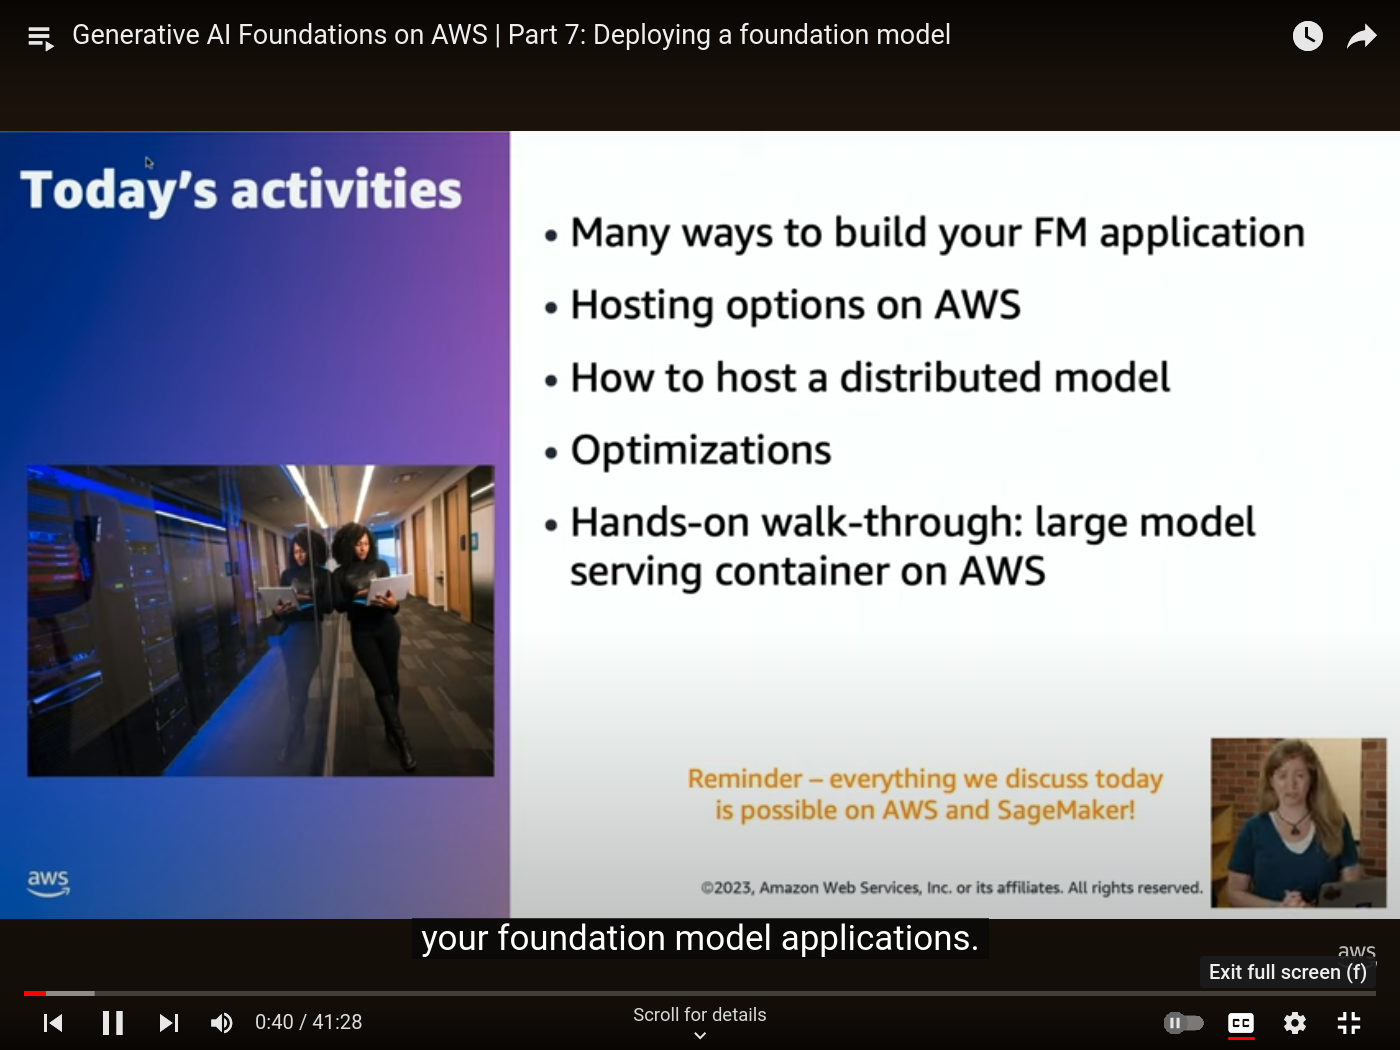 Generative AI Foundations on AWS | Part 7: Deploying a foundation model
Today's activities
• Many ways to build your FM application
• Hosting options on AWS
• How to host a distributed model
• Optimizations
• Hands-on walk-through: large model
serving container on AWS
Reminder – everything we discuss today
is possible on AWS and SageMaker!
aws
©2023, Amazon Web Services, Inc. or its affiliates. All rights reserved.
your foundation model applications.
aws
Exit full screen (f)
0:40 / 41:28
Scroll for details
CC